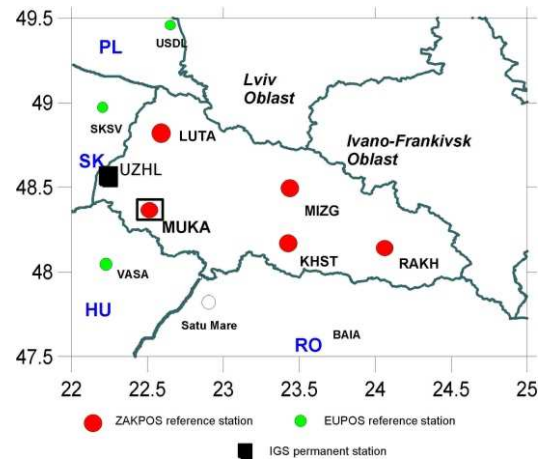 49.5
USDL
PL
Lviv
Oblast
49
SKSV
LUTA
Ivano-Frankivsk
Oblast
SK
UZHL
48.5
MIZG
MUKA
KHST
RAKH
48
VASA
HU
Satu Mare
RO
BAIA
47.5
22 22.5 23 23.5 24 24.5 25
ZAKPOS reference station
EUPOS reference station
IGS permanent station